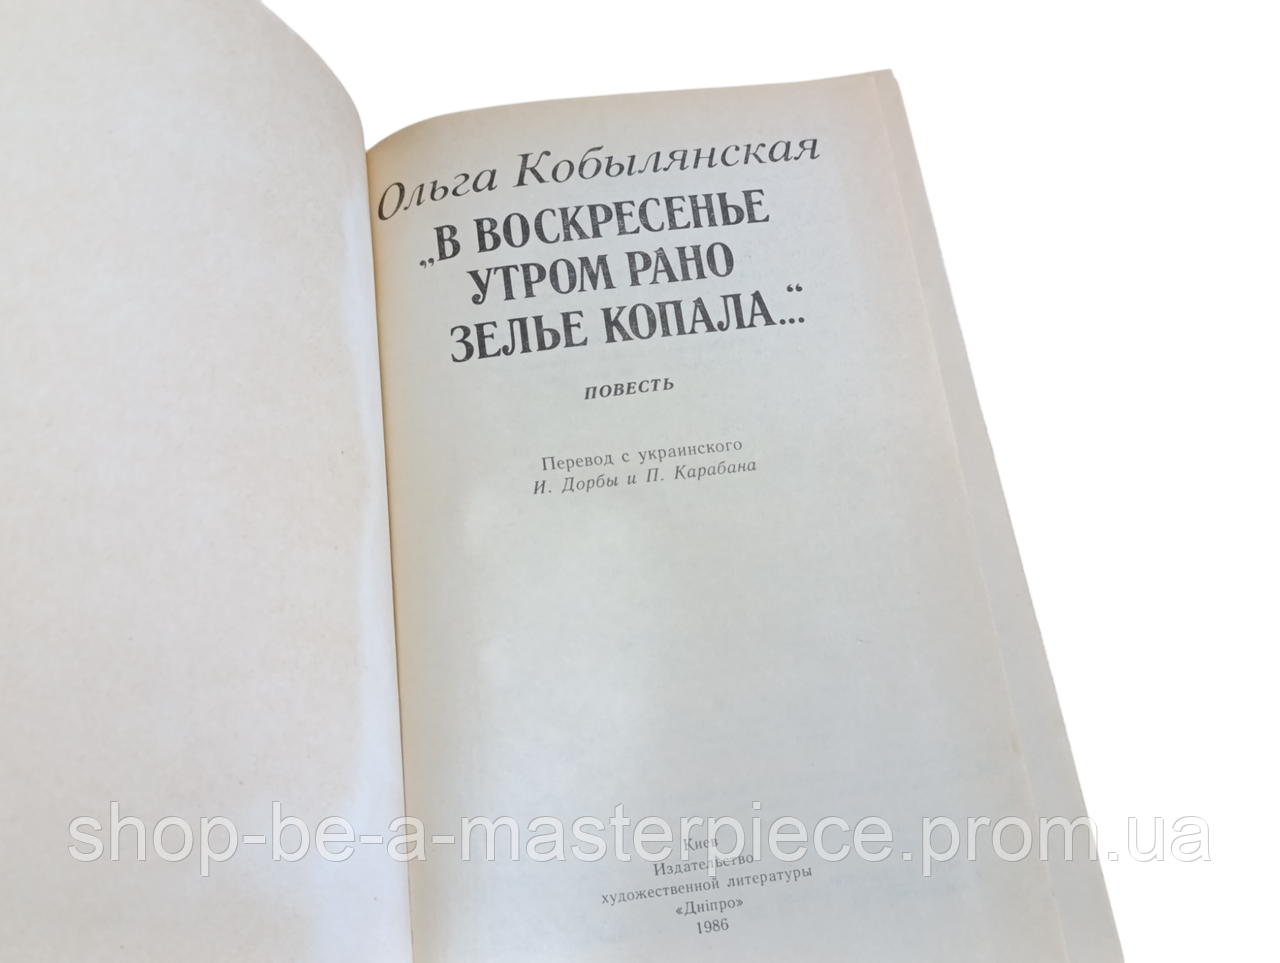 Ольга Кобылянская
„В ВОСКРЕСЕНЬЕ
УТРОМ РАНО
ЗЕЛЬЕ КОПАЛА...“
ПОВЕСТЬ
Перевод с украинского
И. Дорбы и П. Карабана
shop-be-a-masterpiece.prom.ua
Киев
Издательство
художественной литературы
«Дніпро»
1986